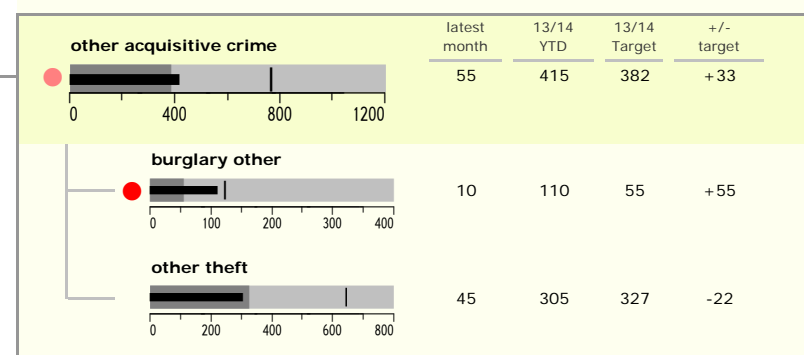 latest 13/14 13/14 +/-
month YTD Target target
other acquisitive crime
55 415 382 +33
0 400 800 1200
burglary other
10 110 55 +55
0 100 200 300 400
other theft
45 305 327 -22
0 200 400 600 800